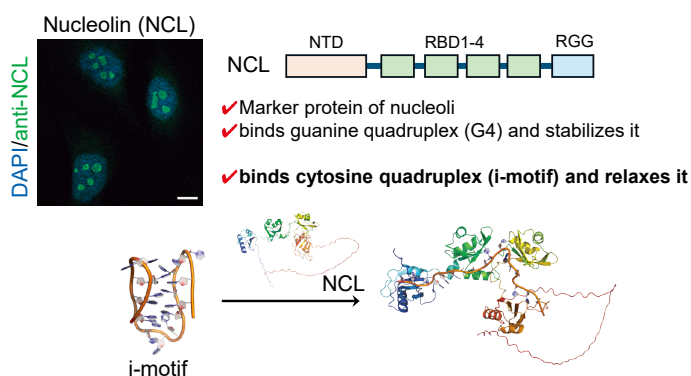 Nucleolin (NCL)
DAPI/anti-NCL
NTD RBD1-4 RGG
NCL
✔Marker protein of nucleoli
✔binds guanine quadruplex (G4) and stabilizes it
✔binds cytosine quadruplex (i-motif) and relaxes it
NCL
i-motif